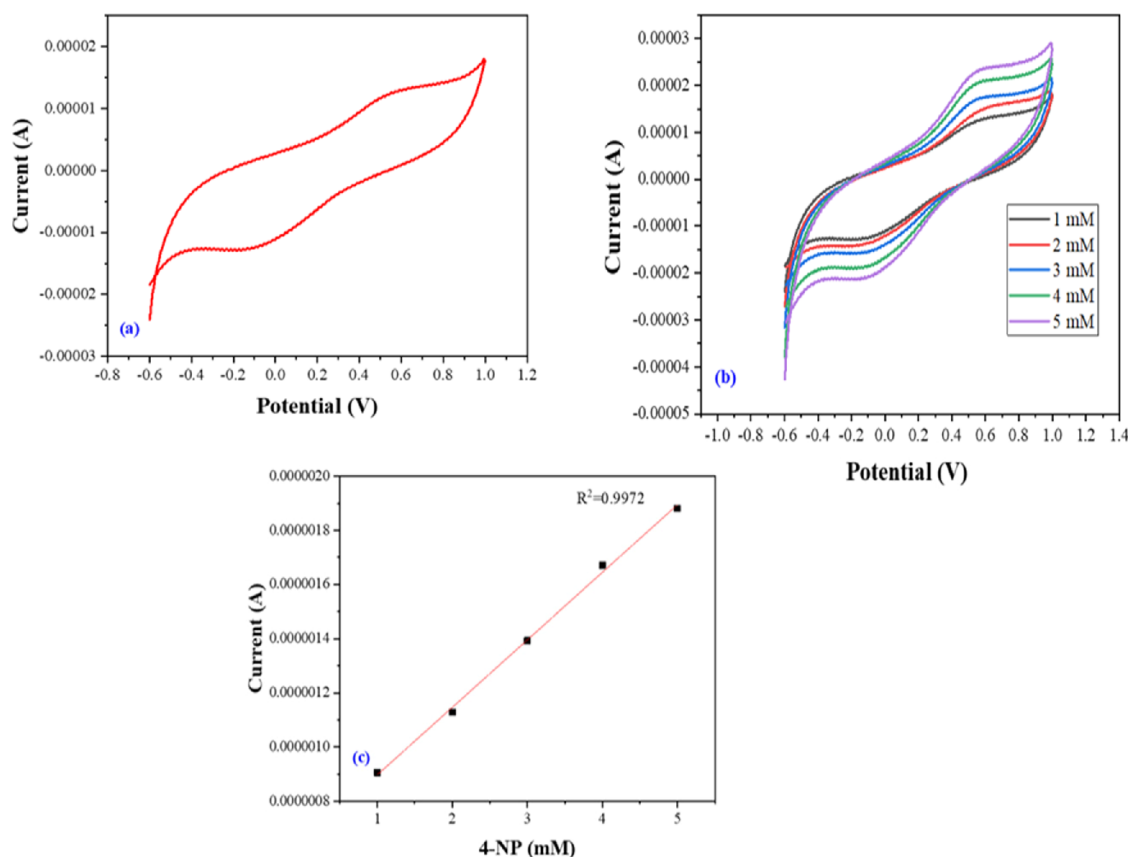 0.00002
0.00001
0.00000
-0.00001
-0.00002
-0.00003
Current (A)
(a)
-0.8 -0.6 -0.4 -0.2 0.0 0.2 0.4 0.6 0.8 1.0 1.2
Potential (V)
0.00003
0.00002
0.00001
0.00000
-0.00001
-0.00002
-0.00003
-0.00004
-0.00005
Current (A)
1 mM
2 mM
3 mM
4 mM
5 mM
(b)
-1.0 -0.8 -0.6 -0.4 -0.2 0.0 0.2 0.4 0.6 0.8 1.0 1.2 1.4
Potential (V)
0.0000020
0.0000018
0.0000016
0.0000014
0.0000012
0.0000010
0.0000008
Current (A)
R²=0.9972
(c)
1 2 3 4 5
4-NP (mM)